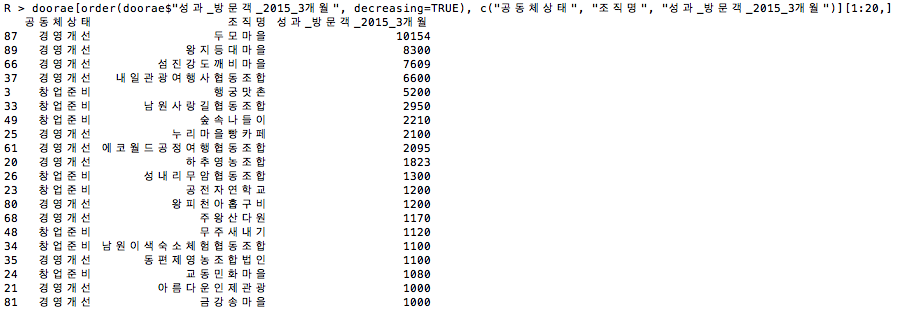 R > doorae[order(doorae$"성과_방문객_2015_3개월", decreasing=TRUE), c("공동체상태", "조직명", "성과_방문객_2015_3개월")][1:20,]
공동체상태 조직명 성과_방문객_2015_3개월
87 경영개선 두모마을 10154
89 경영개선 왕지등대마을 8300
66 경영개선 섬진강도깨비마을 7609
37 경영개선 내일관광여행사협동조합 6600
3 창업준비 행궁맛촌 5200
33 창업준비 남원사랑길협동조합 2950
49 창업준비 숲속나들이 2210
25 경영개선 누리마을빵카페 2100
61 경영개선 에코월드공정여행협동조합 2095
20 경영개선 하추영농조합 1823
26 창업준비 성내리무암협동조합 1300
23 창업준비 공전자연학교 1200
80 경영개선 왕피천아홉구비 1200
68 경영개선 주왕산다원 1170
48 창업준비 무주새내기 1120
34 창업준비 남원이색숙소체험협동조합 1100
35 경영개선 동편제영농조합법인 1100
24 창업준비 교동민화마을 1080
21 경영개선 아름다운인제관광 1000
81 경영개선 금강송마을 1000